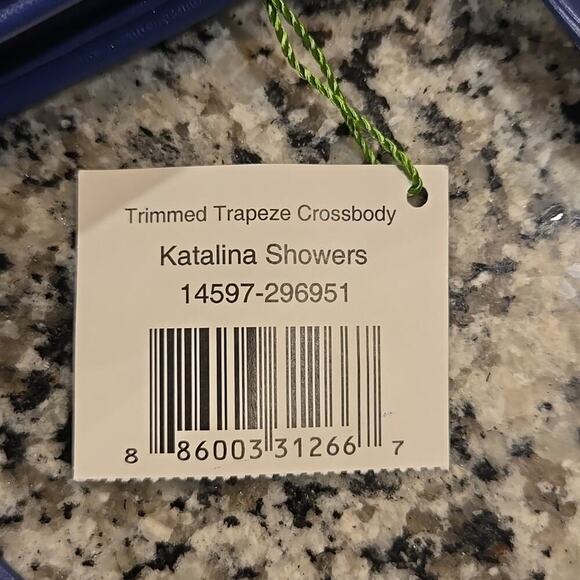 Trimmed Trapeze Crossbody
Katalina Showers
14597-296951
8 86003 31266 7